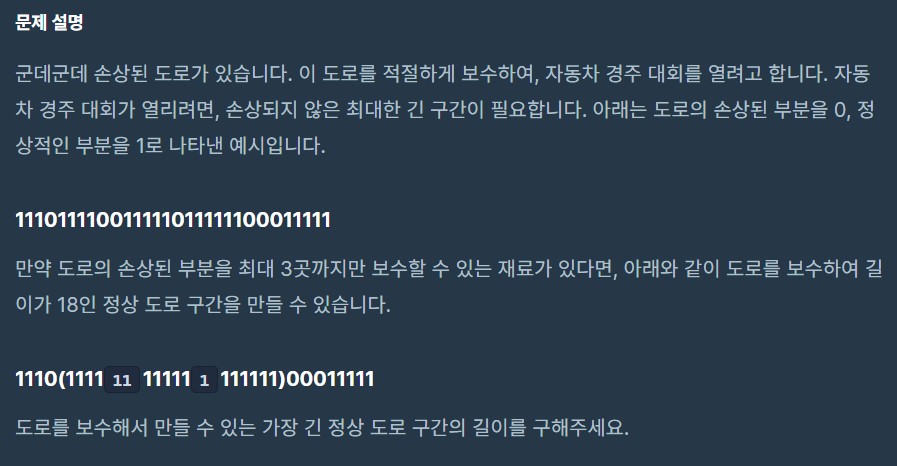 문제 설명
군데군데 손상된 도로가 있습니다. 이 도로를 적절하게 보수하여, 자동차 경주 대회를 열려고 합니다. 자동
차 경주 대회가 열리려면, 손상되지 않은 최대한 긴 구간이 필요합니다. 아래는 도로의 손상된 부분을 0, 정
상적인 부분을 1로 나타낸 예시입니다.
111011110011111011111100011111
만약 도로의 손상된 부분을 최대 3곳까지만 보수할 수 있는 재료가 있다면, 아래와 같이 도로를 보수하여 길
이가 18인 정상 도로 구간을 만들 수 있습니다.
1110(1111 11 11111 1 111111)00011111
도로를 보수해서 만들 수 있는 가장 긴 정상 도로 구간의 길이를 구해주세요.